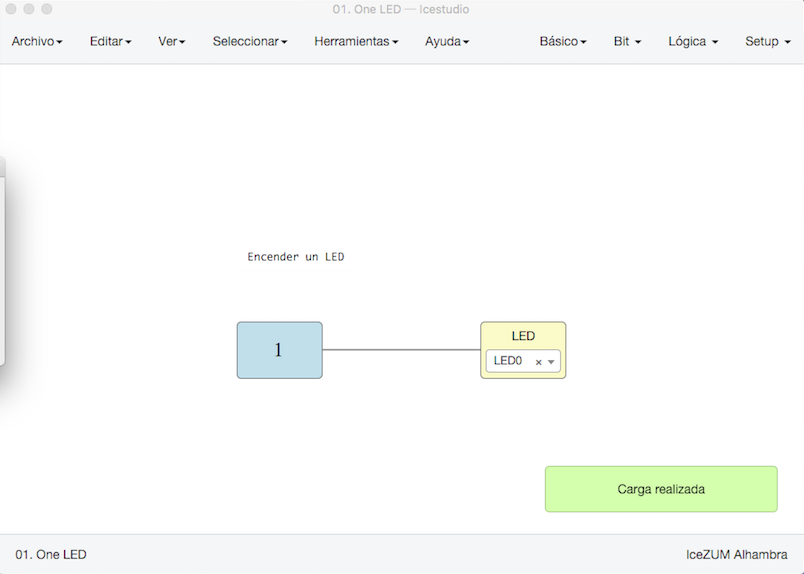 01. One LED — Icestudio
Archivo Editar Ver Seleccionar Herramientas Ayuda Básico Bit Lógica Setup
Encender un LED
1
LED
LED0
Carga realizada
01. One LED IceZUM Alhambra